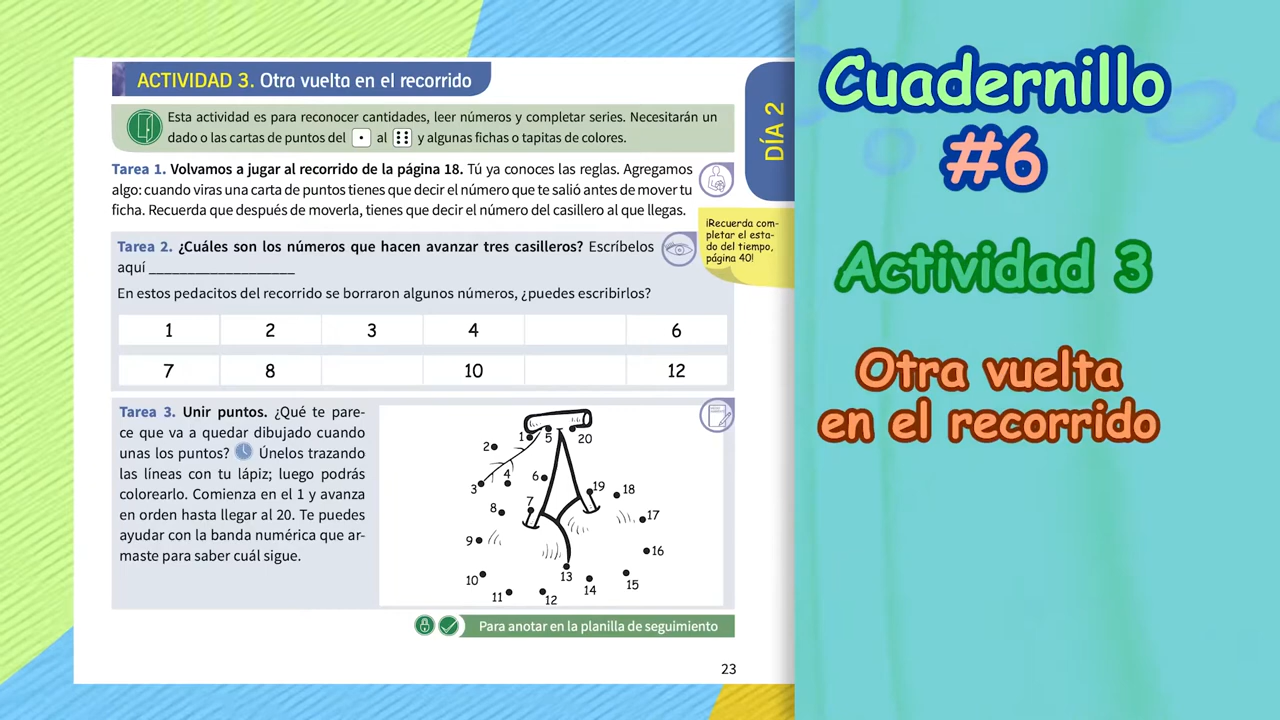 ACTIVIDAD 3. Otra vuelta en el recorrido
Esta actividad es para reconocer cantidades, leer números y completar series. Necesitarán un
dado o las cartas de puntos del al y algunas fichas o tapitas de colores.
DÍA 2
Tarea 1. Volvamos a jugar al recorrido de la página 18. Tú ya conoces las reglas. Agregamos
algo: cuando viras una carta de puntos tienes que decir el número que te salió antes de mover tu
ficha. Recuerda que después de moverla, tienes que decir el número del casillero al que llegas.
¡Recuerda com-
pletar el esta-
do del tiempo,
página 40!
Tarea 2. ¿Cuáles son los números que hacen avanzar tres casilleros? Escríbelos
aquí ___________________
En estos pedacitos del recorrido se borraron algunos números, ¿puedes escribirlos?
1 2 3 4 6
7 8 10 12
Tarea 3. Unir puntos. ¿Qué te pare-
ce que va a quedar dibujado cuando
unas los puntos? Únelos trazando
las líneas con tu lápiz; luego podrás
colorearlo. Comienza en el 1 y avanza
en orden hasta llegar al 20. Te puedes
ayudar con la banda numérica que ar-
maste para saber cuál sigue.
1 5 20
2
3 4 6 19 18
8 7 17
9 16
10 13 15
11 12 14
Para anotar en la planilla de seguimiento
23
Cuadernillo
#6
Actividad 3
Otra vuelta
en el recorrido